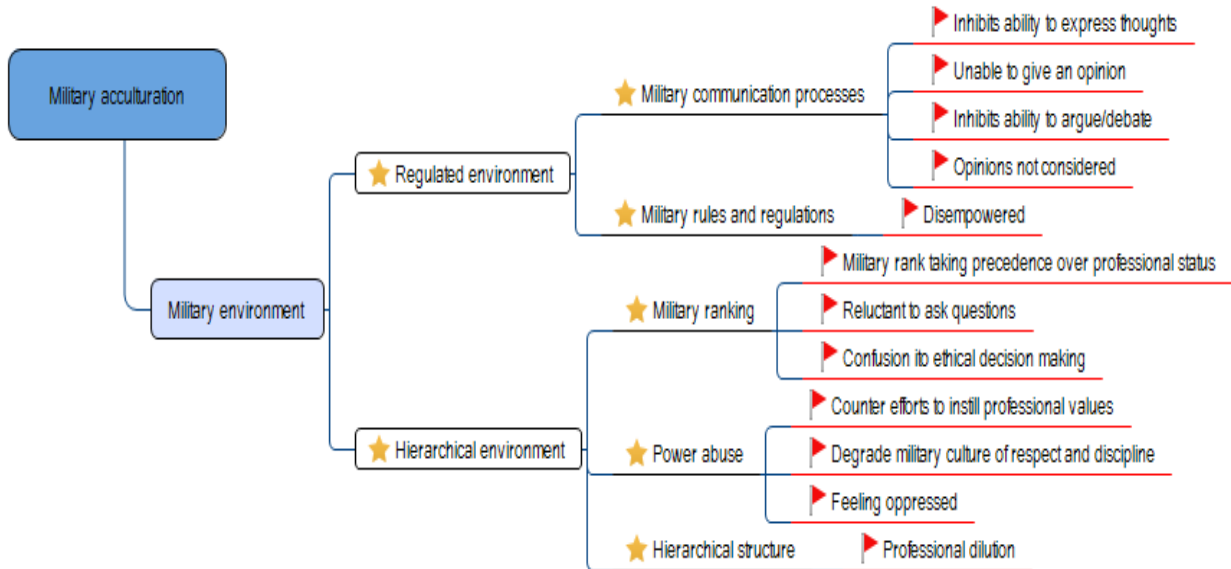 Military acculturation
Military environment
Regulated environment
Military communication processes
Inhibits ability to express thoughts
Unable to give an opinion
Inhibits ability to argue/debate
Opinions not considered
Military rules and regulations
Disempowered
Hierarchical environment
Military ranking
Military rank taking precedence over professional status
Reluctant to ask questions
Confusion ito ethical decision making
Power abuse
Counter efforts to instill professional values
Degrade military culture of respect and discipline
Feeling oppressed
Hierarchical structure
Professional dilution